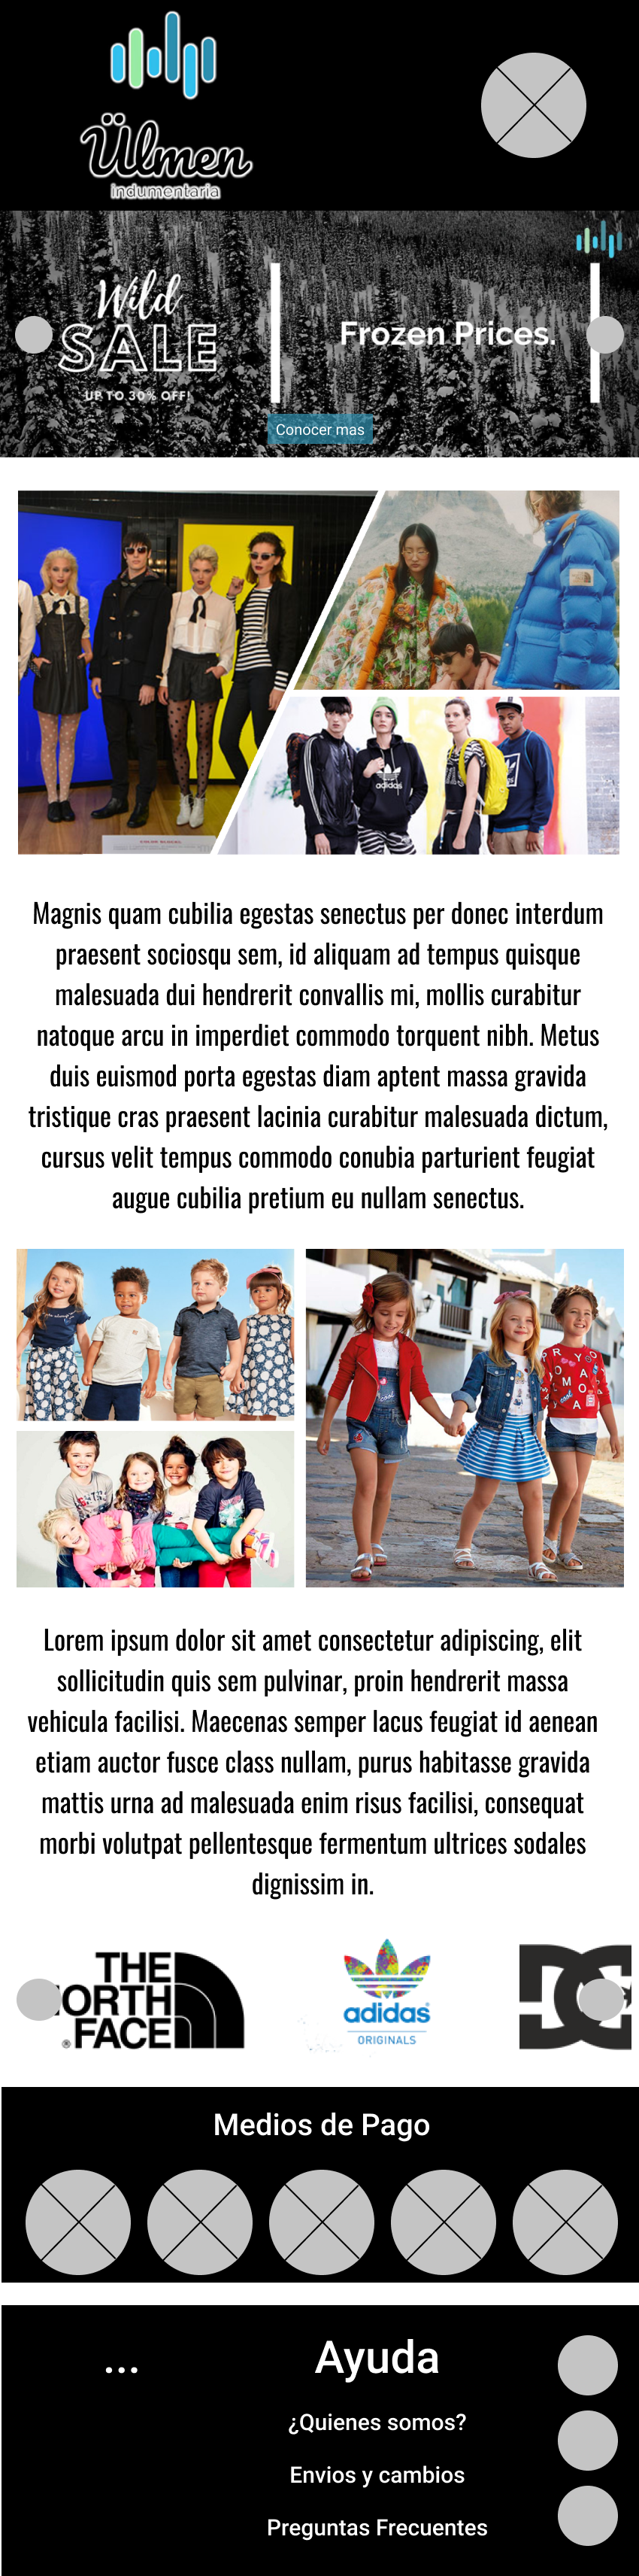 Ülmen
indumentaria
Wild
SALE
UP TO 30% OFF!
Frozen Prices.
Conocer mas
adidas
Magnis quam cubilia egestas senectus per donec interdum
praesent sociosqu sem, id aliquam ad tempus quisque
malesuada dui hendrerit convallis mi, mollis curabitur
natoque arcu in imperdiet commodo torquent nibh. Metus
duis euismod porta egestas diam aptent massa gravida
tristique cras praesent lacinia curabitur malesuada dictum,
cursus velit tempus commodo conubia parturient feugiat
augue cubilia pretium eu nullam senectus.
Lorem ipsum dolor sit amet consectetur adipiscing, elit
sollicitudin quis sem pulvinar, proin hendrerit massa
vehicula facilisi. Maecenas semper lacus feugiat id aenean
etiam auctor fusce class nullam, purus habitasse gravida
mattis urna ad malesuada enim risus facilisi, consequat
morbi volutpat pellentesque fermentum ultrices sodales
dignissim in.
THE
ORTH
FACE
®
adidas
ORIGINALS
DC
Medios de Pago
... Ayuda
¿Quienes somos?
Envios y cambios
Preguntas Frecuentes